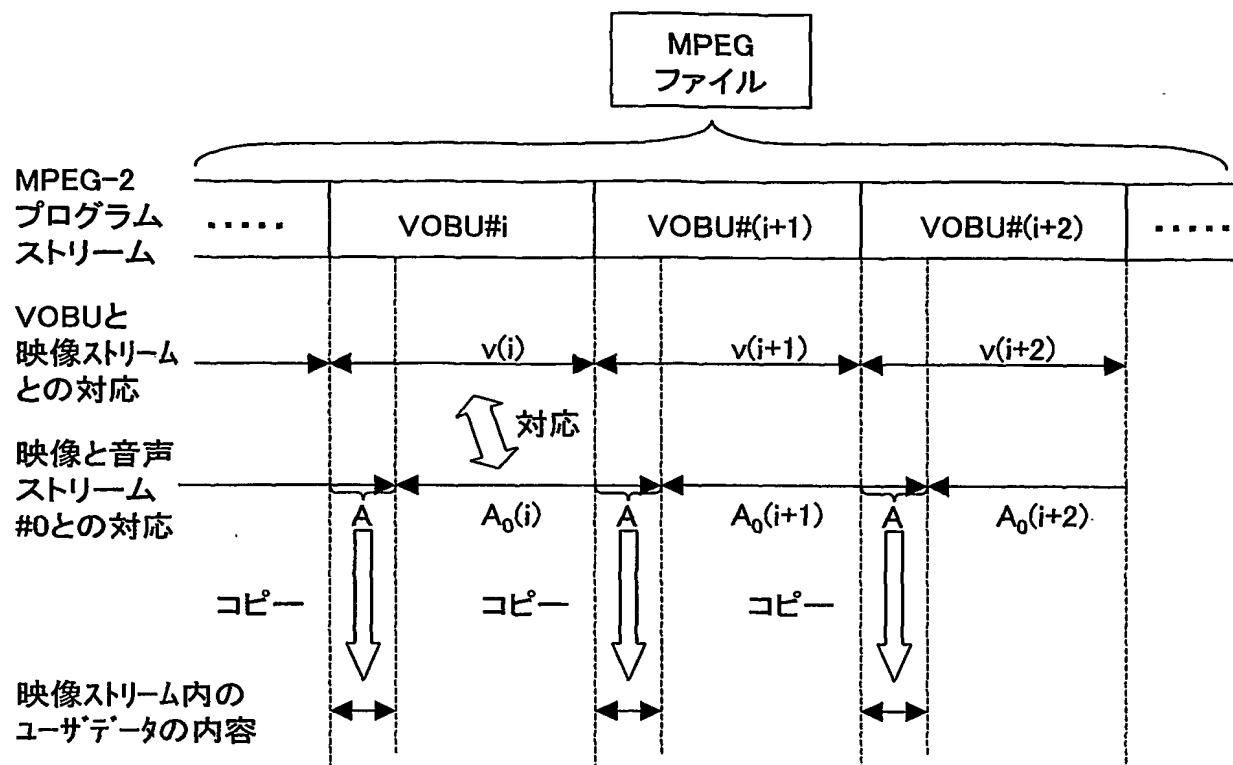 MPEG
ファイル
MPEG-2
プログラム
ストリーム
‥‥‥
VOBU#i
VOBU#(i+1)
VOBU#(i+2)
‥‥‥
VOBUと
映像ストリーム
との対応
v(i)
v(i+1)
v(i+2)
対応
映像と音声
ストリーム
#0との対応
A
A₀(i)
A
A₀(i+1)
A
A₀(i+2)
コピー
コピー
コピー
映像ストリーム内の
ユーザデータの内容